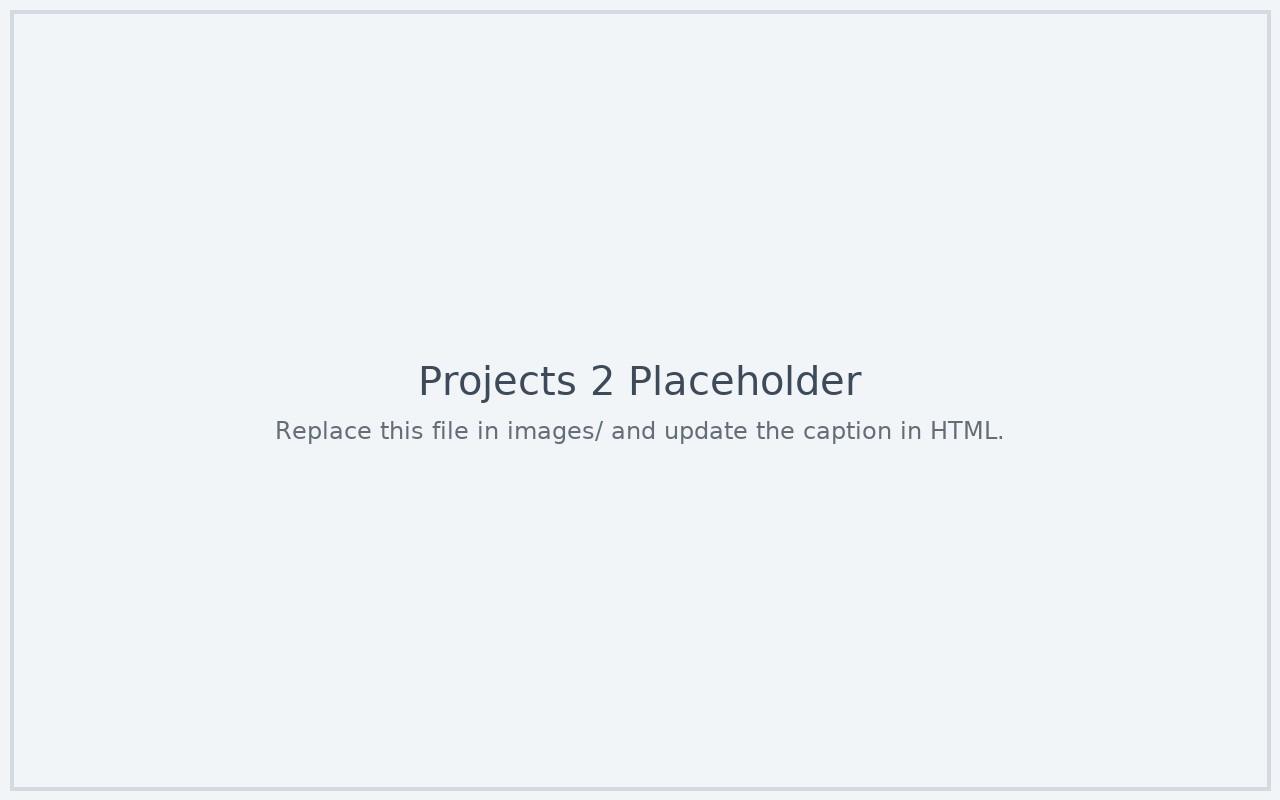 Projects 2 Placeholder
Replace this file in images/ and update the caption in HTML.